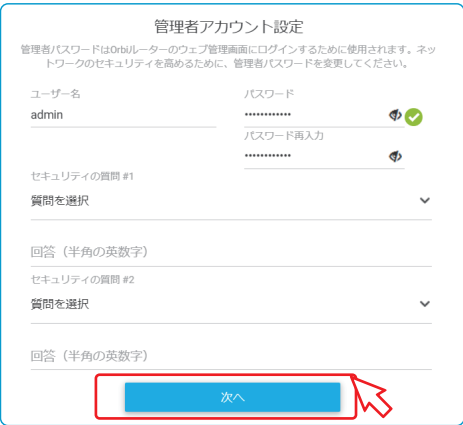 管理者アカウント設定
管理者パスワードはOrbiルーターのウェブ管理画面にログインするために使用されます。ネッ
トワークのセキュリティを高めるために、管理者パスワードを変更してください。
ユーザー名
admin
パスワード
••••••••••••
パスワード再入力
••••••••••••
セキュリティの質問 #1
質問を選択
回答（半角の英数字）
セキュリティの質問 #2
質問を選択
回答（半角の英数字）
次へ